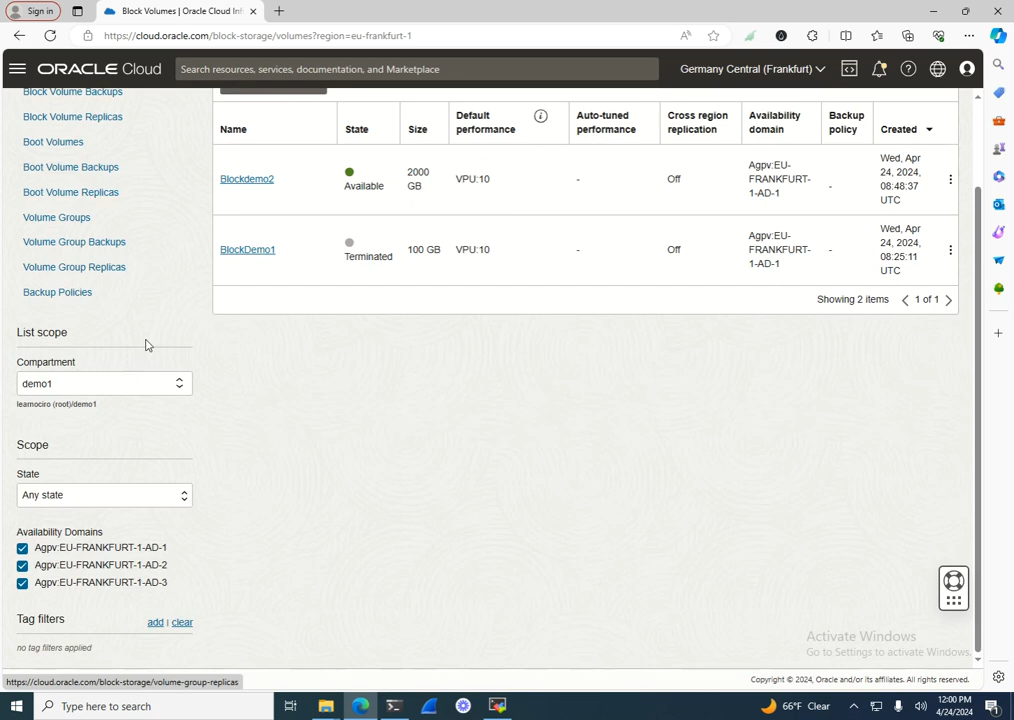 Sign in
Block Volumes | Oracle Cloud Inf
https://cloud.oracle.com/block-storage/volumes?region=eu-frankfurt-1
ORACLE Cloud
Search resources, services, documentation, and Marketplace
Germany Central (Frankfurt)
Block Volume Backups
Block Volume Replicas
Boot Volumes
Boot Volume Backups
Boot Volume Replicas
Volume Groups
Volume Group Backups
Volume Group Replicas
Backup Policies
List scope
Compartment
demo1
learnociro (root)/demo1
Scope
State
Any state
Availability Domains
Agpv:EU-FRANKFURT-1-AD-1
Agpv:EU-FRANKFURT-1-AD-2
Agpv:EU-FRANKFURT-1-AD-3
Tag filters
add | clear
no tag filters applied
Name
State
Size
Default
performance
Auto-tuned
performance
Cross region
replication
Availability
domain
Backup
policy
Created
Blockdemo2
Available
2000
GB
VPU:10
-
Off
Agpv:EU-
FRANKFURT-
1-AD-1
-
Wed, Apr
24, 2024,
08:48:37
UTC
BlockDemo1
Terminated
100 GB
VPU:10
-
Off
Agpv:EU-
FRANKFURT-
1-AD-1
-
Wed, Apr
24, 2024,
08:25:11
UTC
Showing 2 items
1 of 1
Activate Windows
Go to Settings to activate Windows.
https://cloud.oracle.com/block-storage/volume-group-replicas
Copyright © 2024, Oracle and/or its affiliates. All rights reserved.
Type here to search
66°F Clear
12:00 PM
4/24/2024